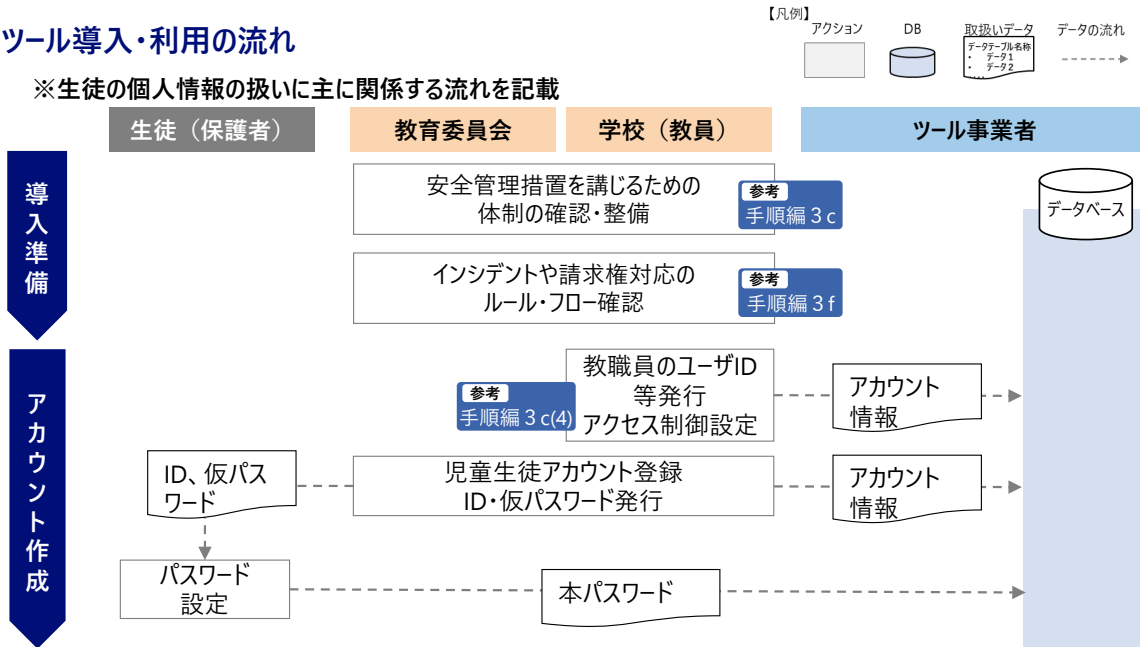 ツール導入・利用の流れ
※生徒の個人情報の扱いに主に関係する流れを記載
【凡例】
アクション
DB
取扱いデータ
データの流れ
データテーブル名称
・ データ1
・ データ2
...
生徒（保護者）
教育委員会
学校（教員）
ツール事業者
導入準備
安全管理措置を講じるための
体制の確認・整備
参考
手順編３c
データベース
インシデントや請求権対応の
ルール・フロー確認
参考
手順編３f
アカウント作成
教職員のユーザID
等発行
アクセス制御設定
参考
手順編３c(4)
アカウント
情報
ID、仮パス
ワード
児童生徒アカウント登録
ID・仮パスワード発行
アカウント
情報
パスワード
設定
本パスワード